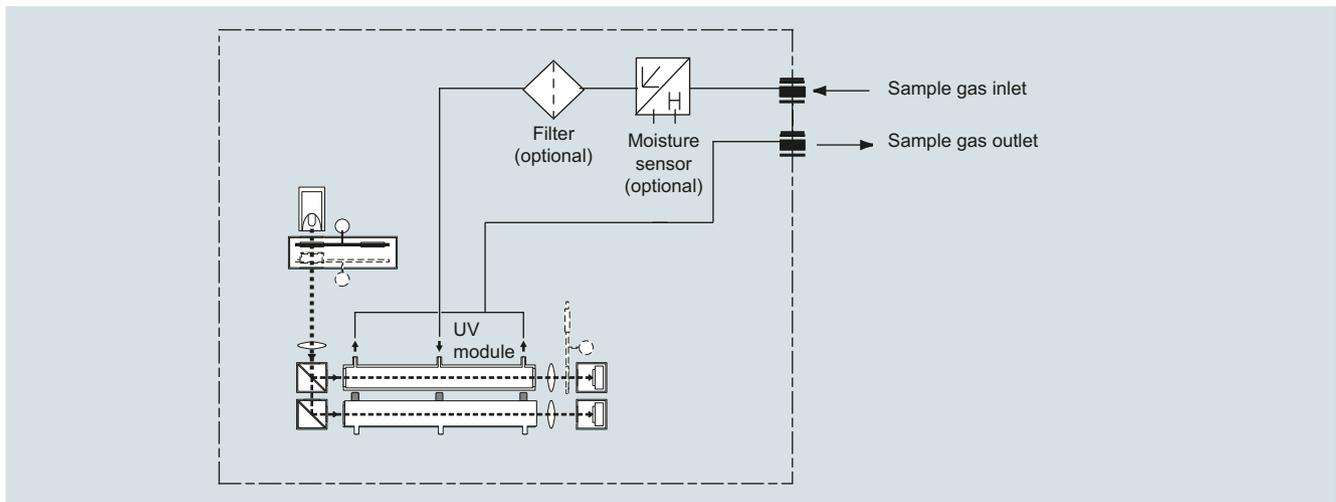 Sample gas inlet
Filter
(optional)
Moisture
sensor
(optional)
H
Sample gas outlet
UV
module